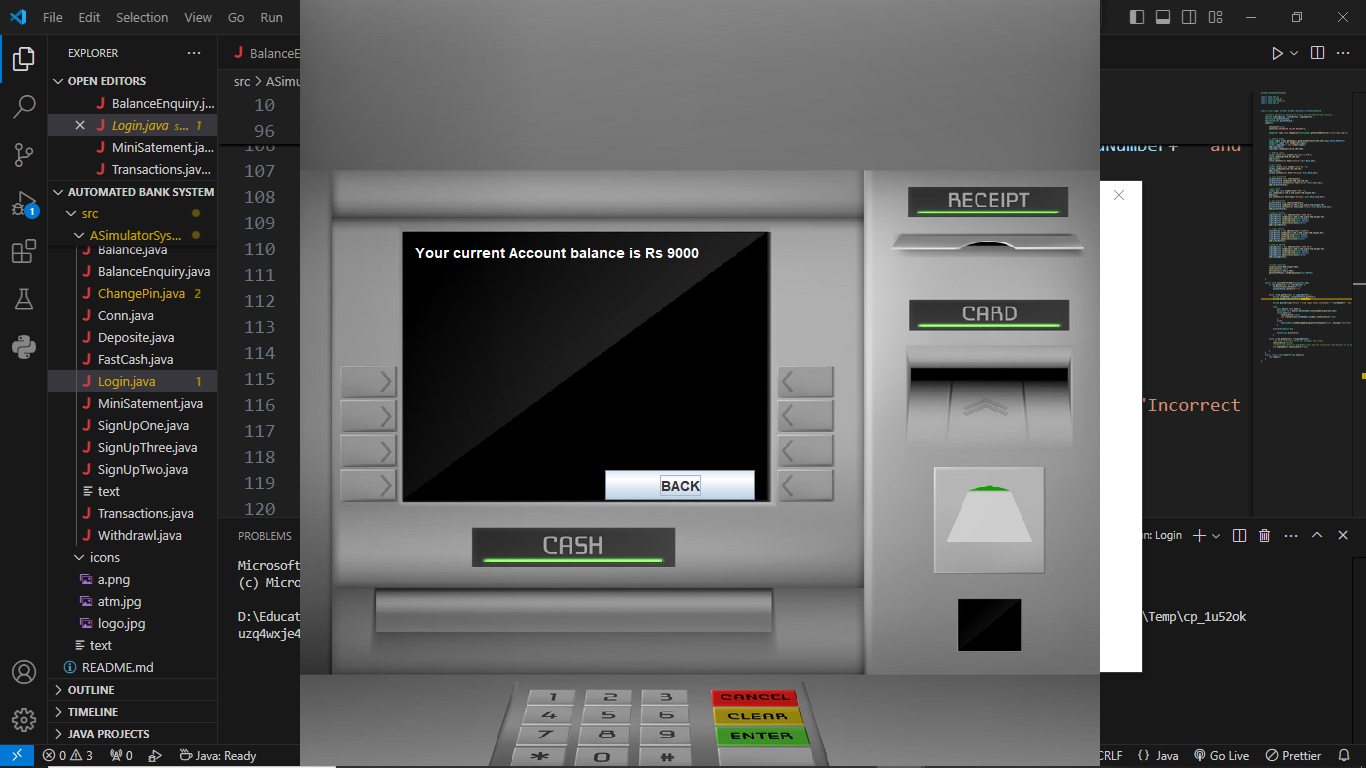 File Edit Selection View Go Run
EXPLORER
OPEN EDITORS
BalanceEnquiry.j...
Login.java s... 1
MiniSatement.ja...
Transactions.jav...
AUTOMATED BANK SYSTEM
src
ASimulatorSys...
Balance.java
BalanceEnquiry.java
ChangePin.java 2
Conn.java
Deposite.java
FastCash.java
Login.java 1
MiniSatement.java
SignUpOne.java
SignUpThree.java
SignUpTwo.java
text
Transactions.java
Withdrawl.java
icons
a.png
atm.jpg
logo.jpg
text
README.md
OUTLINE
TIMELINE
JAVA PROJECTS
1
BalanceE
src > ASimu
10
96
106
107
108
109
110
111
112
113
114
115
116
117
118
119
120
PROBLEMS
Microsoft
(c) Micro
D:\Educat
uzq4wxje4
Your current Account balance is Rs 9000
BACK
CASH
RECEIPT
CARD
1 2 3 CANCEL
4 5 6 CLEAR
7 8 9 ENTER
* 0 #
dNumber+" and
"Incorrect
n: Login
\Temp\cp_1u52ok
0 3 0 Java: Ready
CRLF {} Java Go Live Prettier